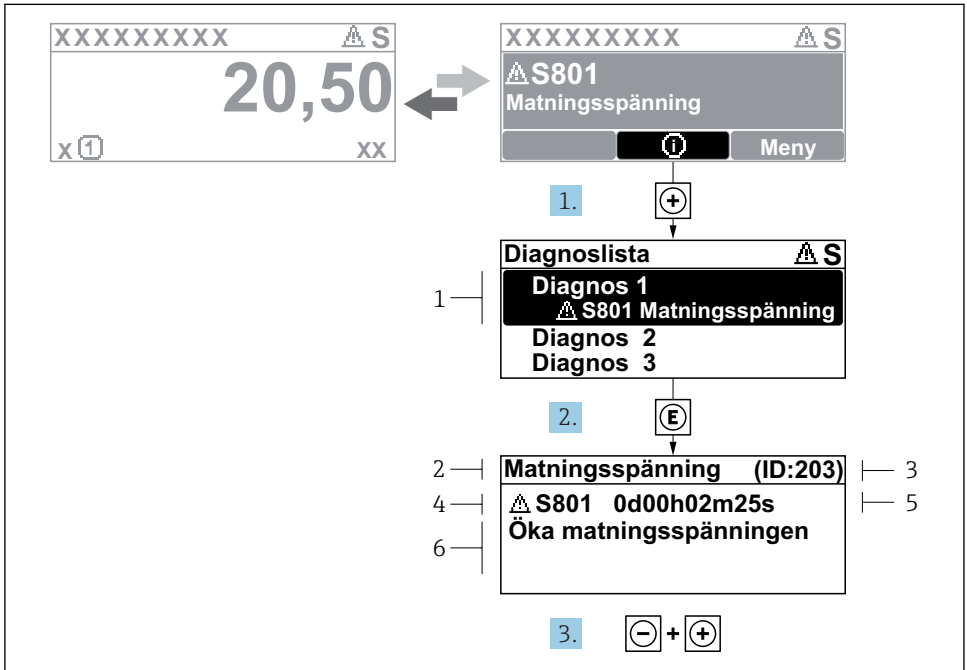 XXXXXXXXX ⚠ S
20,50
x ① xx
XXXXXXXXX ⚠ S
⚠ S801
Matningsspänning
ⓘ Meny
1. +
Diagnoslista ⚠ S
1
Diagnos 1
⚠ S801 Matningsspänning
Diagnos 2
Diagnos 3
2. E
2 Matningsspänning (ID:203) 3
4 ⚠ S801 0d00h02m25s 5
6 Öka matningsspänningen
3. − + +